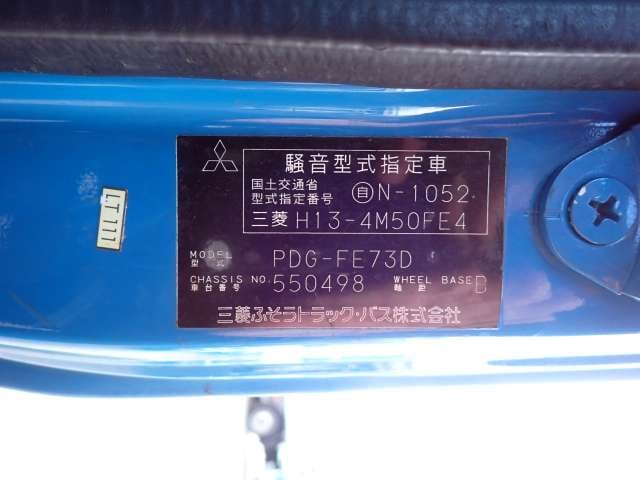 騒音型式指定車
国土交通省
型式指定番号 自N-1052
三菱 H13-4M50FE4
MODEL
型式 PDG-FE73D
CHASSIS NO. 550498 WHEEL BASE B
車台番号 軸距
三菱ふそうトラック・バス株式会社
LT111